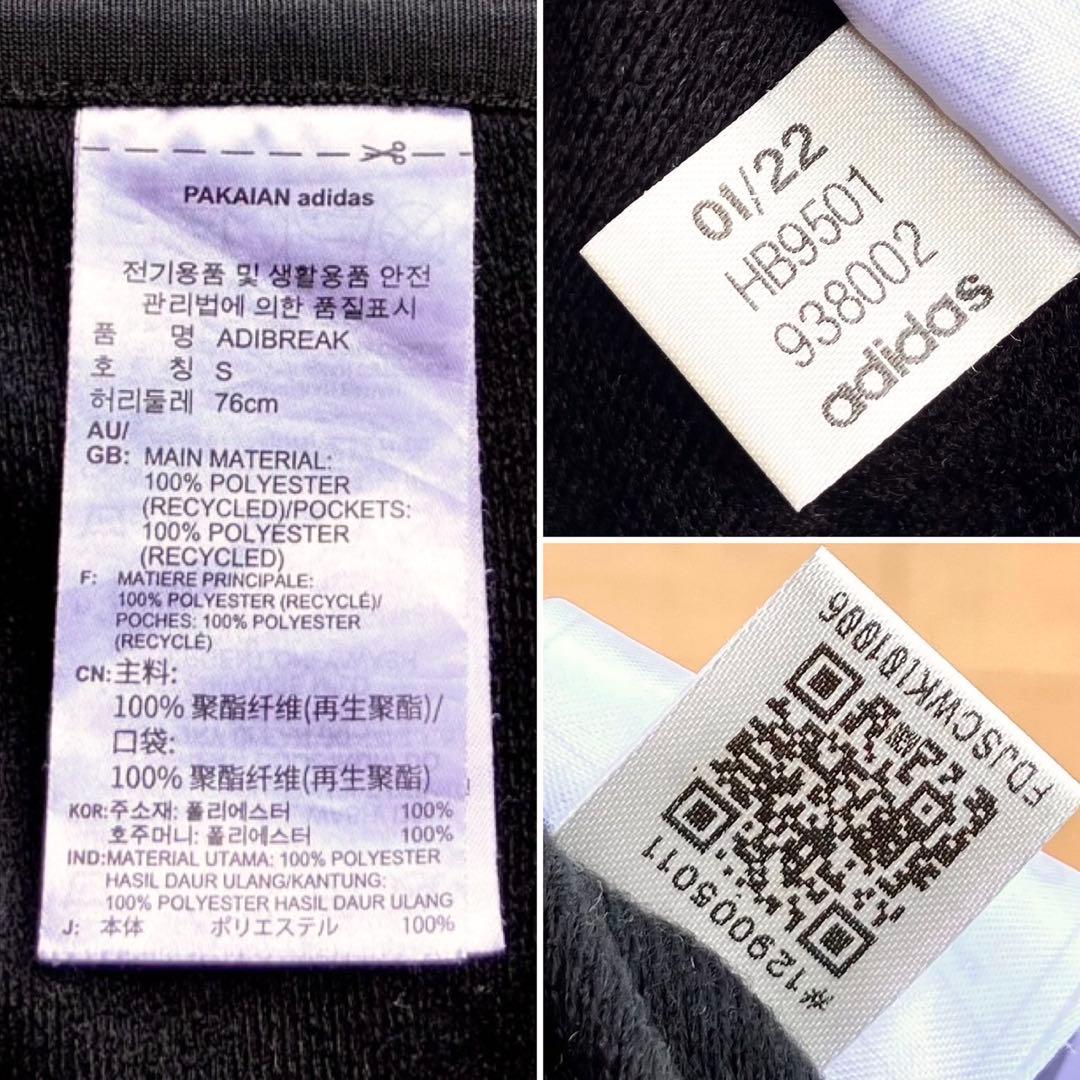 PAKAIAN adidas
전기용품 및 생활용품 안전
관리법에 의한 품질표시
품 명 ADIBREAK
호 칭 S
허리둘레 76cm
AU/
GB: MAIN MATERIAL:
100% POLYESTER
(RECYCLED)/POCKETS:
100% POLYESTER
(RECYCLED)
F: MATIERE PRINCIPALE:
100% POLYESTER (RECYCLÉ)/
POCHES: 100% POLYESTER
(RECYCLÉ)
CN:主料:
100% 聚酯纤维(再生聚酯)/
口袋:
100% 聚酯纤维(再生聚酯)
KOR:주소재: 폴리에스터 100%
호주머니: 폴리에스터 100%
IND:MATERIAL UTAMA: 100% POLYESTER
HASIL DAUR ULANG/KANTUNG:
100% POLYESTER HASIL DAUR ULANG
J: 本体 ポリエステル 100%
01/22
HB9501
938002
adidas
FDJSCWKI01006
*129005011